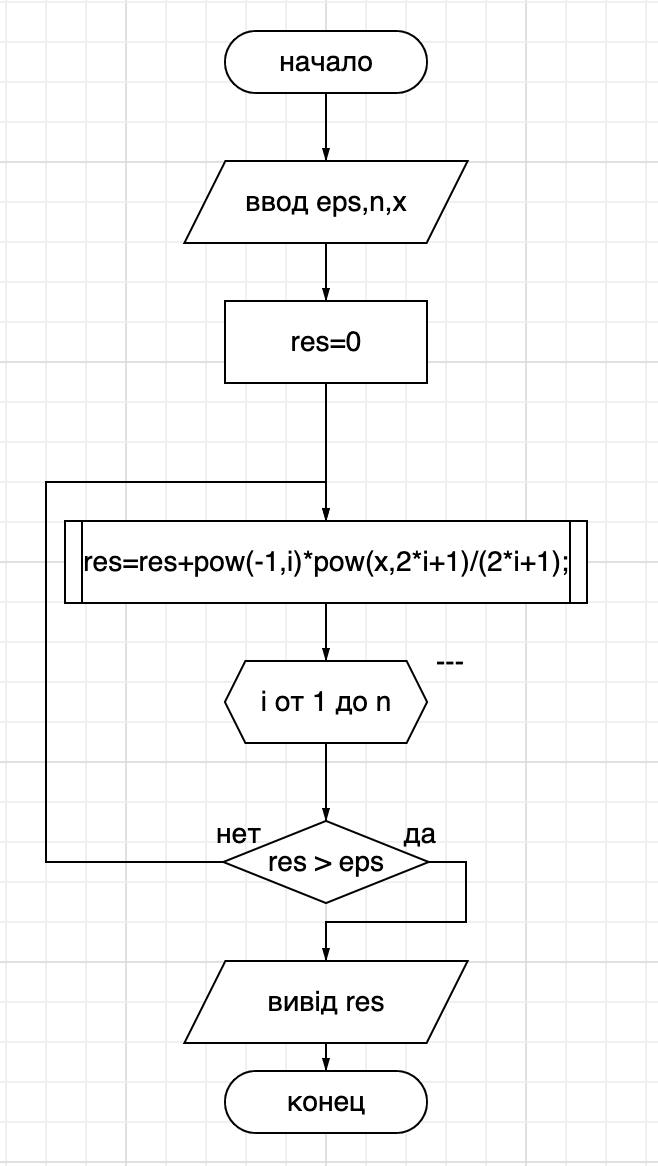 начало
ввод eps,n,x
res=0
res=res+pow(-1,i)*pow(x,2*i+1)/(2*i+1);
---
i от 1 до n
нет
да
res > eps
вивід res
конец